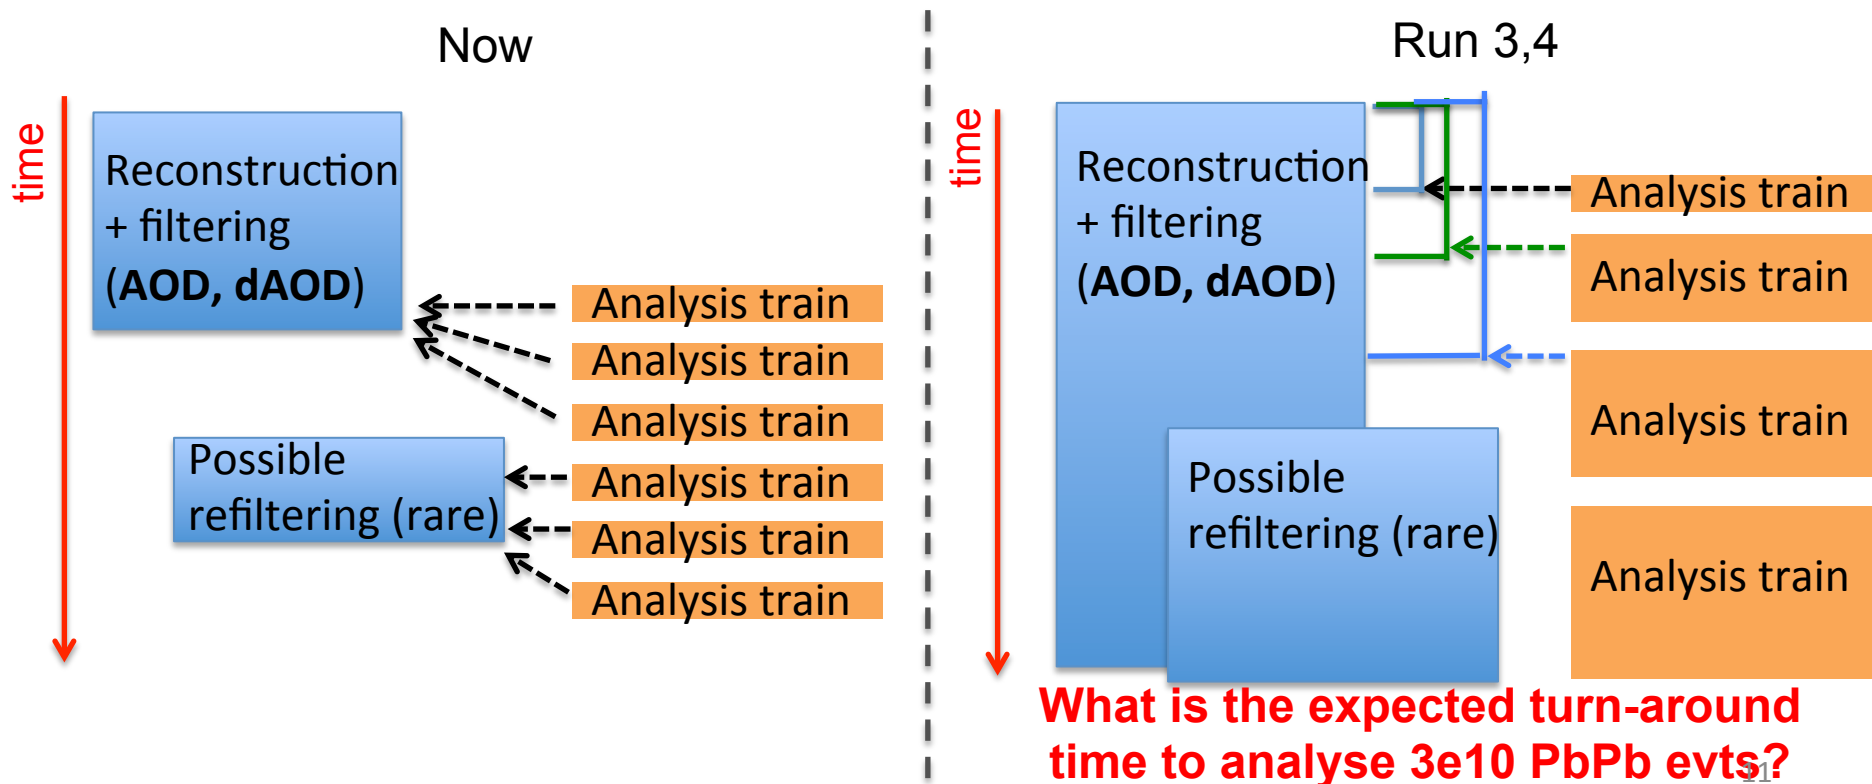 Now
time
Reconstruction
+ filtering
(AOD, dAOD)
Analysis train
Analysis train
Analysis train
Possible
refiltering (rare)
Analysis train
Analysis train
Analysis train
Run 3,4
time
Reconstruction
+ filtering
(AOD, dAOD)
Analysis train
Analysis train
Analysis train
Possible
refiltering (rare)
Analysis train
What is the expected turn-around
time to analyse 3e10 PbPb evts?
11